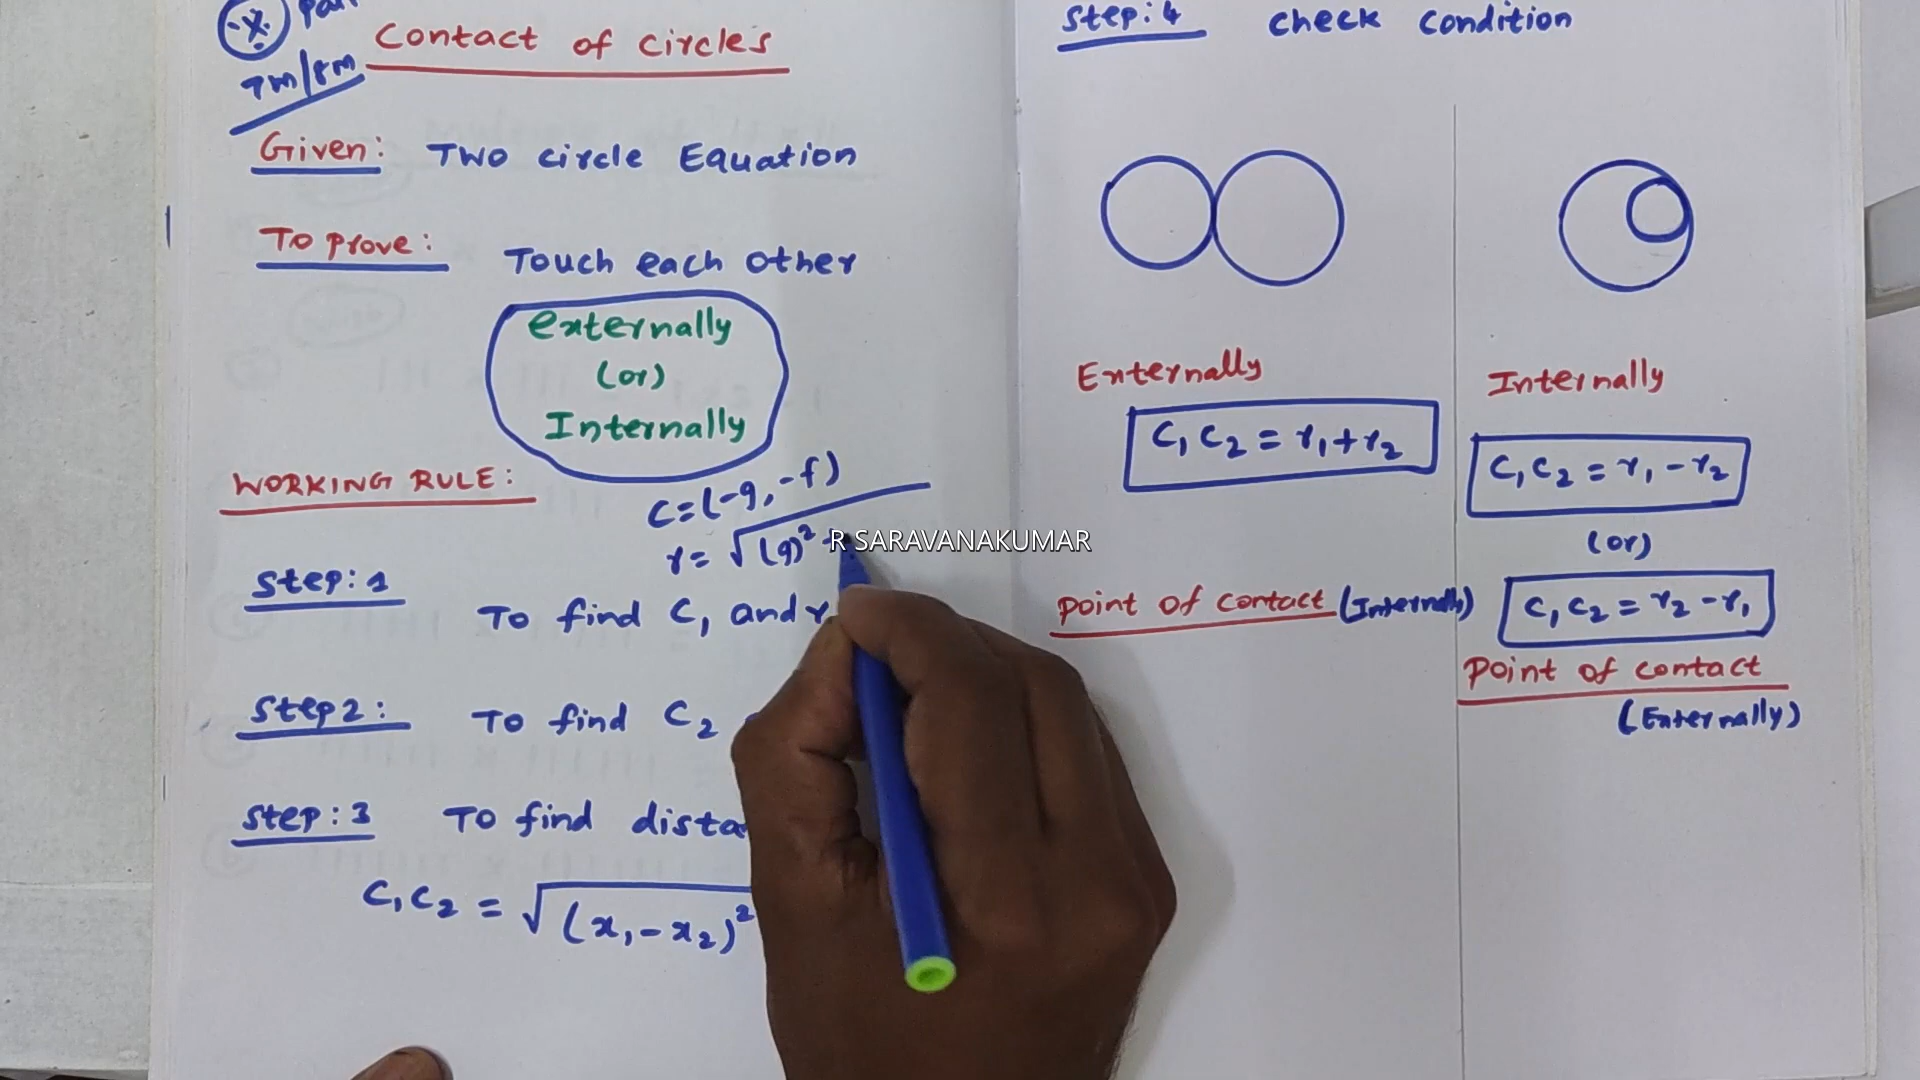 Part
7m/8m
Contact of circles
Given: Two circle Equation
To prove: Touch each other
Externally
(or)
Internally
WORKING RULE:
C=(-g,-f)
r= √(g)²
Step:1 To find C₁ and r
Step2: To find C₂
Step:3 To find dista
C₁C₂ = √(x₁-x₂)²
R SARAVANAKUMAR
Step:4 check condition
Externally
C₁C₂ = r₁+r₂
point of contact (Internally)
Internally
C₁C₂ = r₁-r₂
(or)
C₁C₂ = r₂-r₁
Point of contact
(Externally)